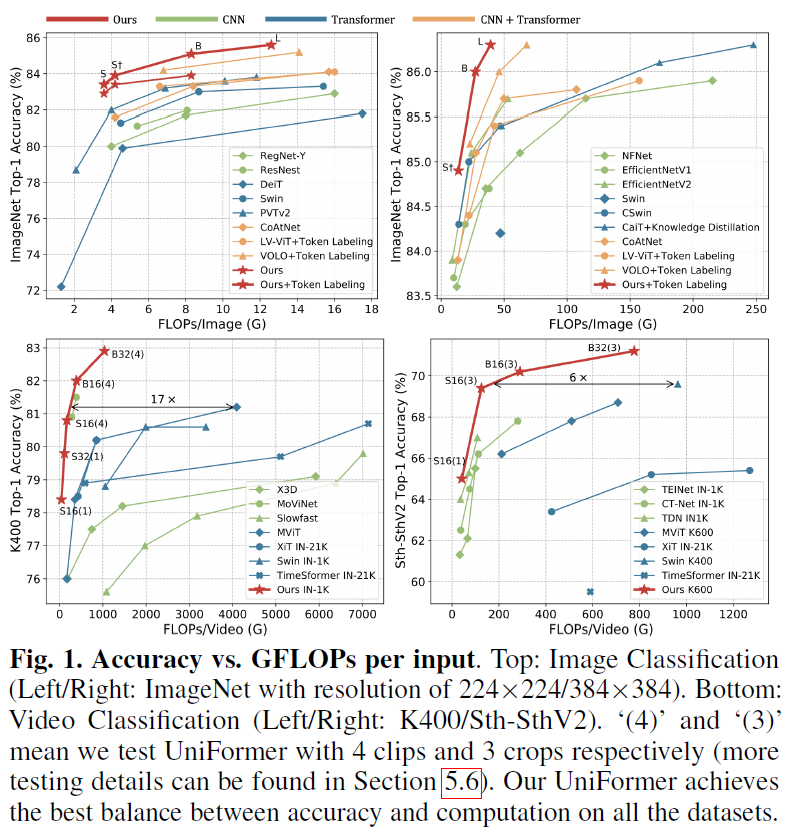 Ours CNN Transformer CNN + Transformer
86
84
82
80
78
76
74
72
ImageNet Top-1 Accuracy (%)
S
S†
B
L
RegNet-Y
ResNest
DeiT
Swin
PVTv2
CoAtNet
LV-ViT+Token Labeling
VOLO+Token Labeling
Ours
Ours+Token Labeling
2 4 6 8 10 12 14 16 18
FLOPs/Image (G)
86.0
85.5
85.0
84.5
84.0
83.5
ImageNet Top-1 Accuracy (%)
L
B
S†
NFNet
EfficientNetV1
EfficientNetV2
Swin
CSwin
CaiT+Knowledge Distillation
CoAtNet
LV-ViT+Token Labeling
VOLO+Token Labeling
Ours+Token Labeling
0 50 100 150 200 250
FLOPs/Image (G)
83
82
81
80
79
78
77
76
K400 Top-1 Accuracy (%)
B32(4)
B16(4)
17 ×
S16(4)
S32(1)
S16(1)
X3D
MoViNet
Slowfast
MViT
XiT IN-21K
Swin IN-1K
TimeSformer IN-21K
Ours IN-1K
0 1000 2000 3000 4000 5000 6000 7000
FLOPs/Video (G)
70
68
66
64
62
60
Sth-SthV2 Top-1 Accuracy (%)
B32(3)
B16(3)
S16(3)
6 ×
S16(1)
TEINet IN-1K
CT-Net IN-1K
TDN IN1K
MViT K600
XiT IN-21K
Swin K400
TimeSformer IN-21K
Ours K600
0 200 400 600 800 1000 1200
FLOPs/Video (G)
Fig. 1. Accuracy vs. GFLOPs per input. Top: Image Classification
(Left/Right: ImageNet with resolution of 224×224/384×384). Bottom:
Video Classification (Left/Right: K400/Sth-SthV2). ‘(4)’ and ‘(3)’
mean we test UniFormer with 4 clips and 3 crops respectively (more
testing details can be found in Section 5.6). Our UniFormer achieves
the best balance between accuracy and computation on all the datasets.